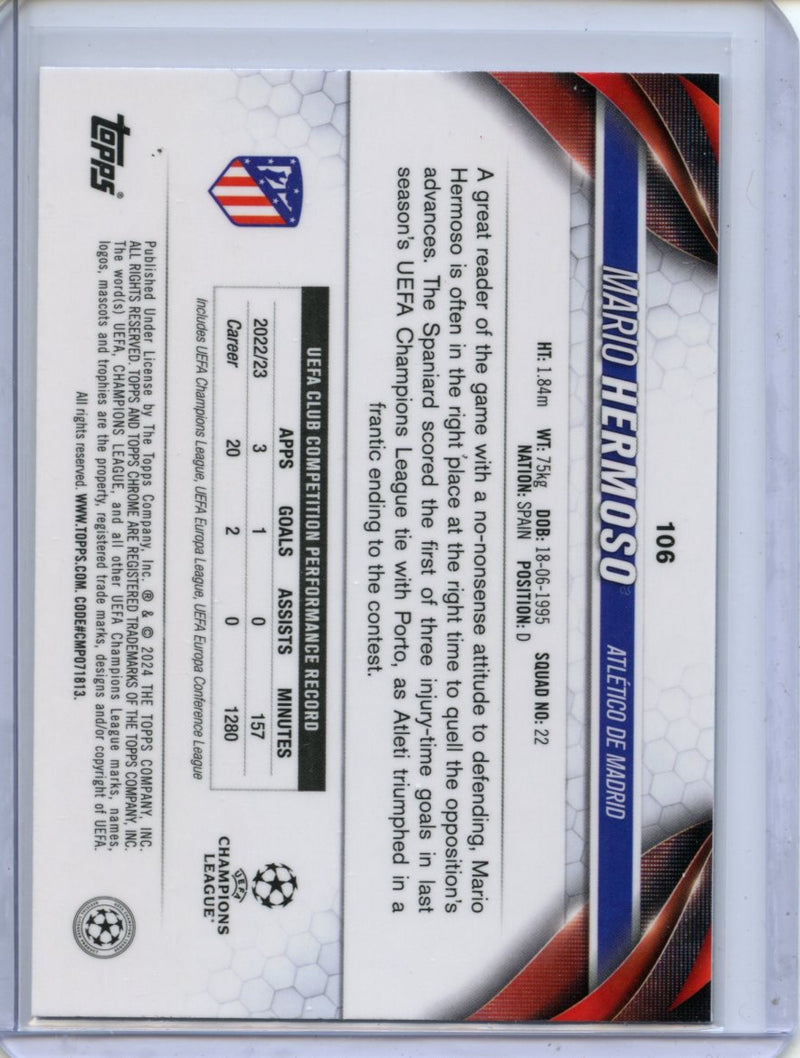 106
MARIO HERMOSO ATLÉTICO DE MADRID
HT: 1.84m WT: 75kg DOB: 18-06-1995 SQUAD NO: 22
NATION: SPAIN POSITION: D
A great reader of the game with a no-nonsense attitude to defending, Mario
Hermoso is often in the right place at the right time to quell the opposition's
advances. The Spaniard scored the first of three injury-time goals in last
season's UEFA Champions League tie with Porto, as Atleti triumphed in a
frantic ending to the contest.
UEFA CLUB COMPETITION PERFORMANCE RECORD
APPS GOALS ASSISTS MINUTES
2022/23 3 1 0 157
Career 20 2 0 1280
Includes UEFA Champions League, UEFA Europa League, UEFA Europa Conference League
UEFA
CHAMPIONS
LEAGUE®
topps®
Published Under License by The Topps Company, Inc. ® & © 2024 THE TOPPS COMPANY, INC.
ALL RIGHTS RESERVED. TOPPS AND TOPPS CHROME ARE REGISTERED TRADEMARKS OF THE TOPPS COMPANY, INC.
The word(s) UEFA, CHAMPIONS LEAGUE, and all other UEFA Champions League marks, names,
logos, mascots and trophies are the property, registered trade marks, designs and/or copyright of UEFA.
All rights reserved. WWW.TOPPS.COM. CODE#CMP071813.